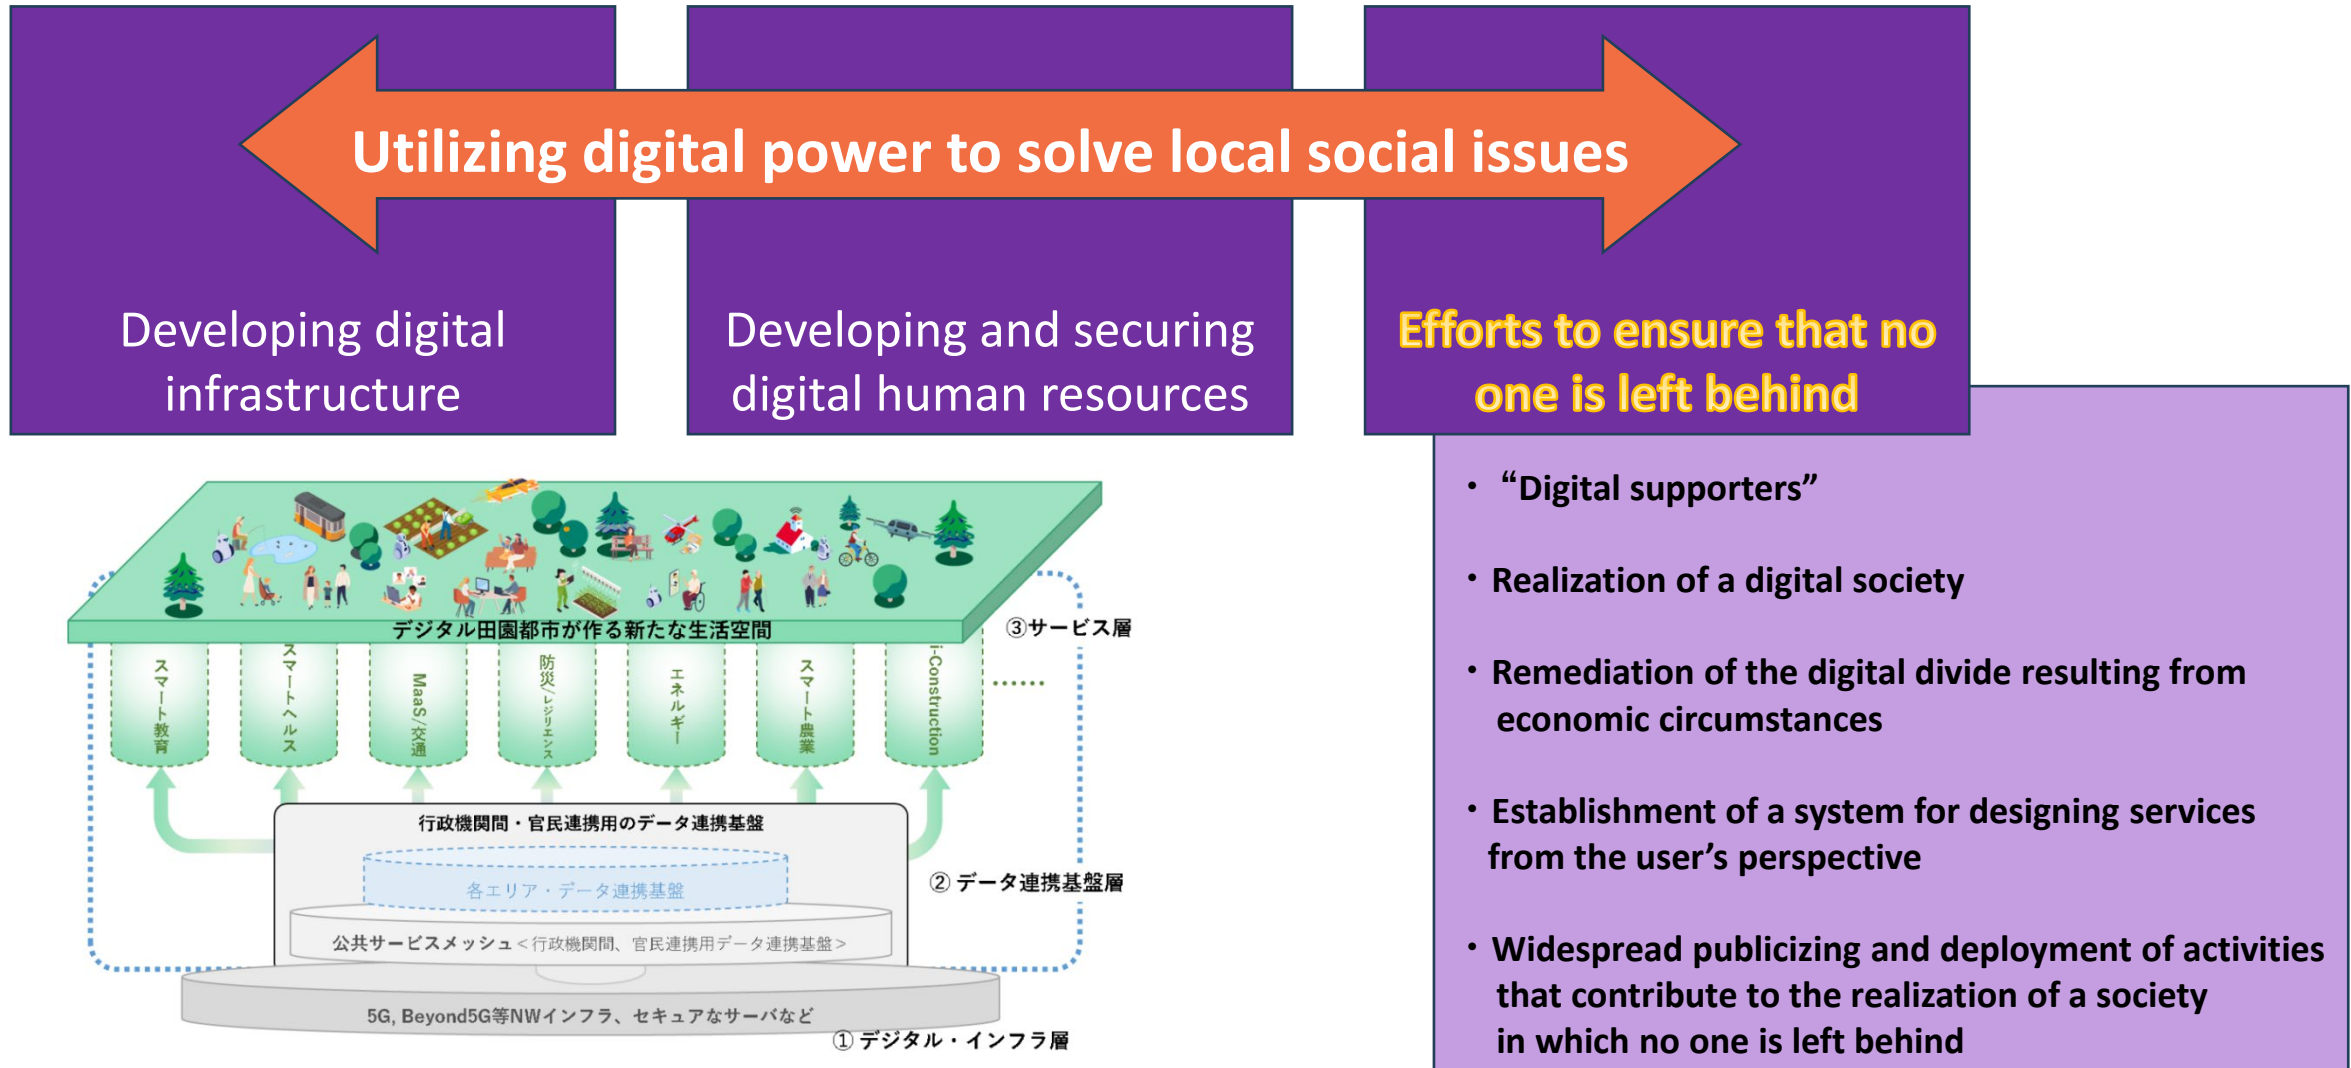 Utilizing digital power to solve local social issues
Developing digital
infrastructure
Developing and securing
digital human resources
Efforts to ensure that no
one is left behind
デジタル田園都市が作る新たな生活空間
③サービス層
スマート教育
スマートヘルス
MaaS/交通
防災/レジリエンス
エネルギー
スマート農業
i-Construction
……
行政機関間・官民連携用のデータ連携基盤
各エリア・データ連携基盤
② データ連携基盤層
公共サービスメッシュ＜行政機関間、官民連携用データ連携基盤＞
5G, Beyond5G等NWインフラ、セキュアなサーバなど
① デジタル・インフラ層
・ “Digital supporters”
・ Realization of a digital society
・ Remediation of the digital divide resulting from
economic circumstances
・ Establishment of a system for designing services
from the user’s perspective
・ Widespread publicizing and deployment of activities
that contribute to the realization of a society
in which no one is left behind